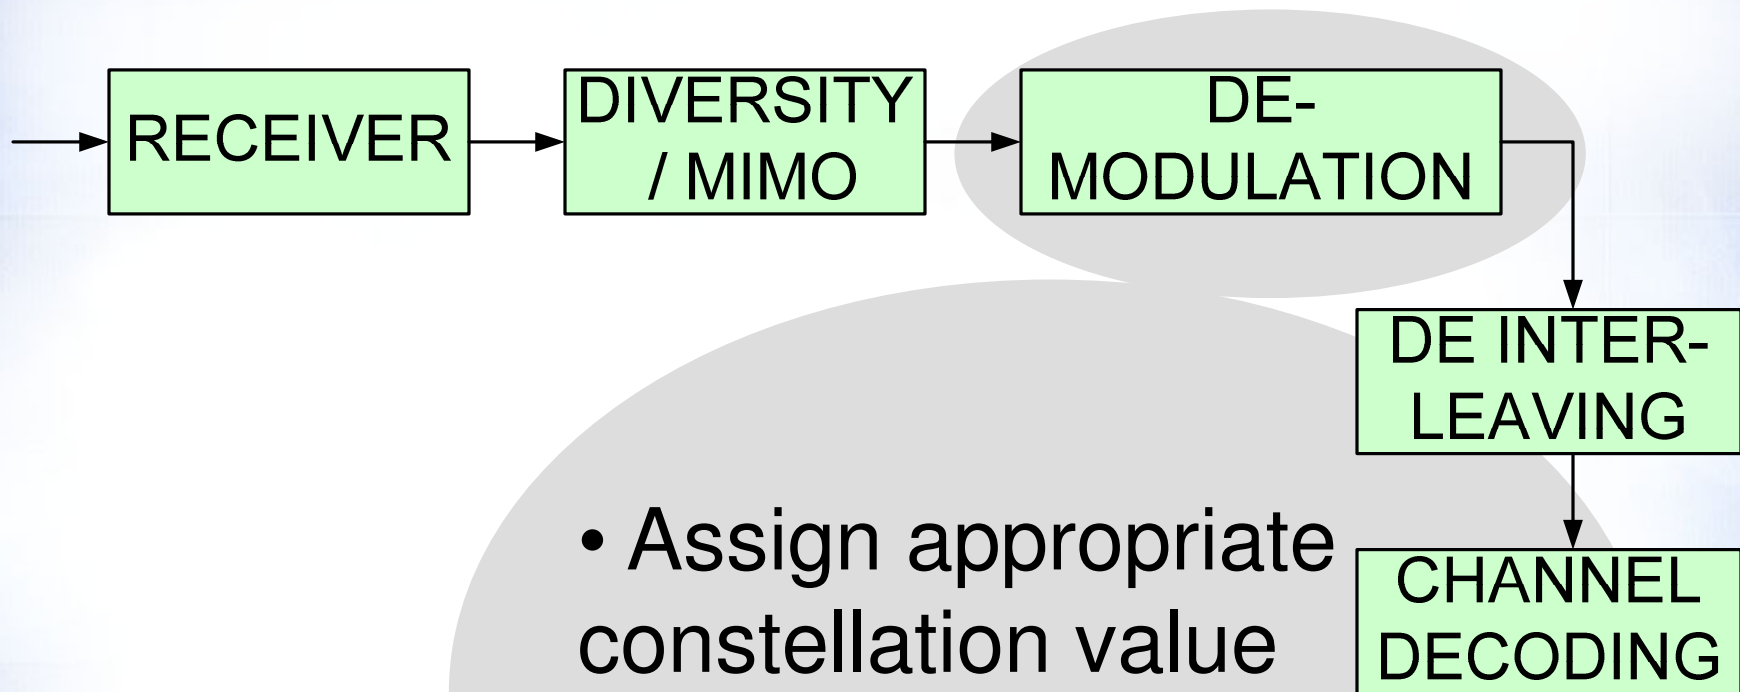 RECEIVER
DIVERSITY
/ MIMO
DE-
MODULATION
DE INTER-
LEAVING
• Assign appropriate
constellation value
CHANNEL
DECODING